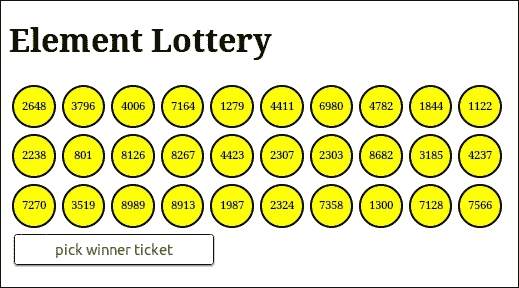 Element Lottery
2648 3796 4006 7164 1279 4411 6980 4782 1844 1122
2238 801 8126 8267 4423 2307 2303 8682 3185 4237
7270 3519 8989 8913 1987 2324 7358 1300 7128 7566
pick winner ticket